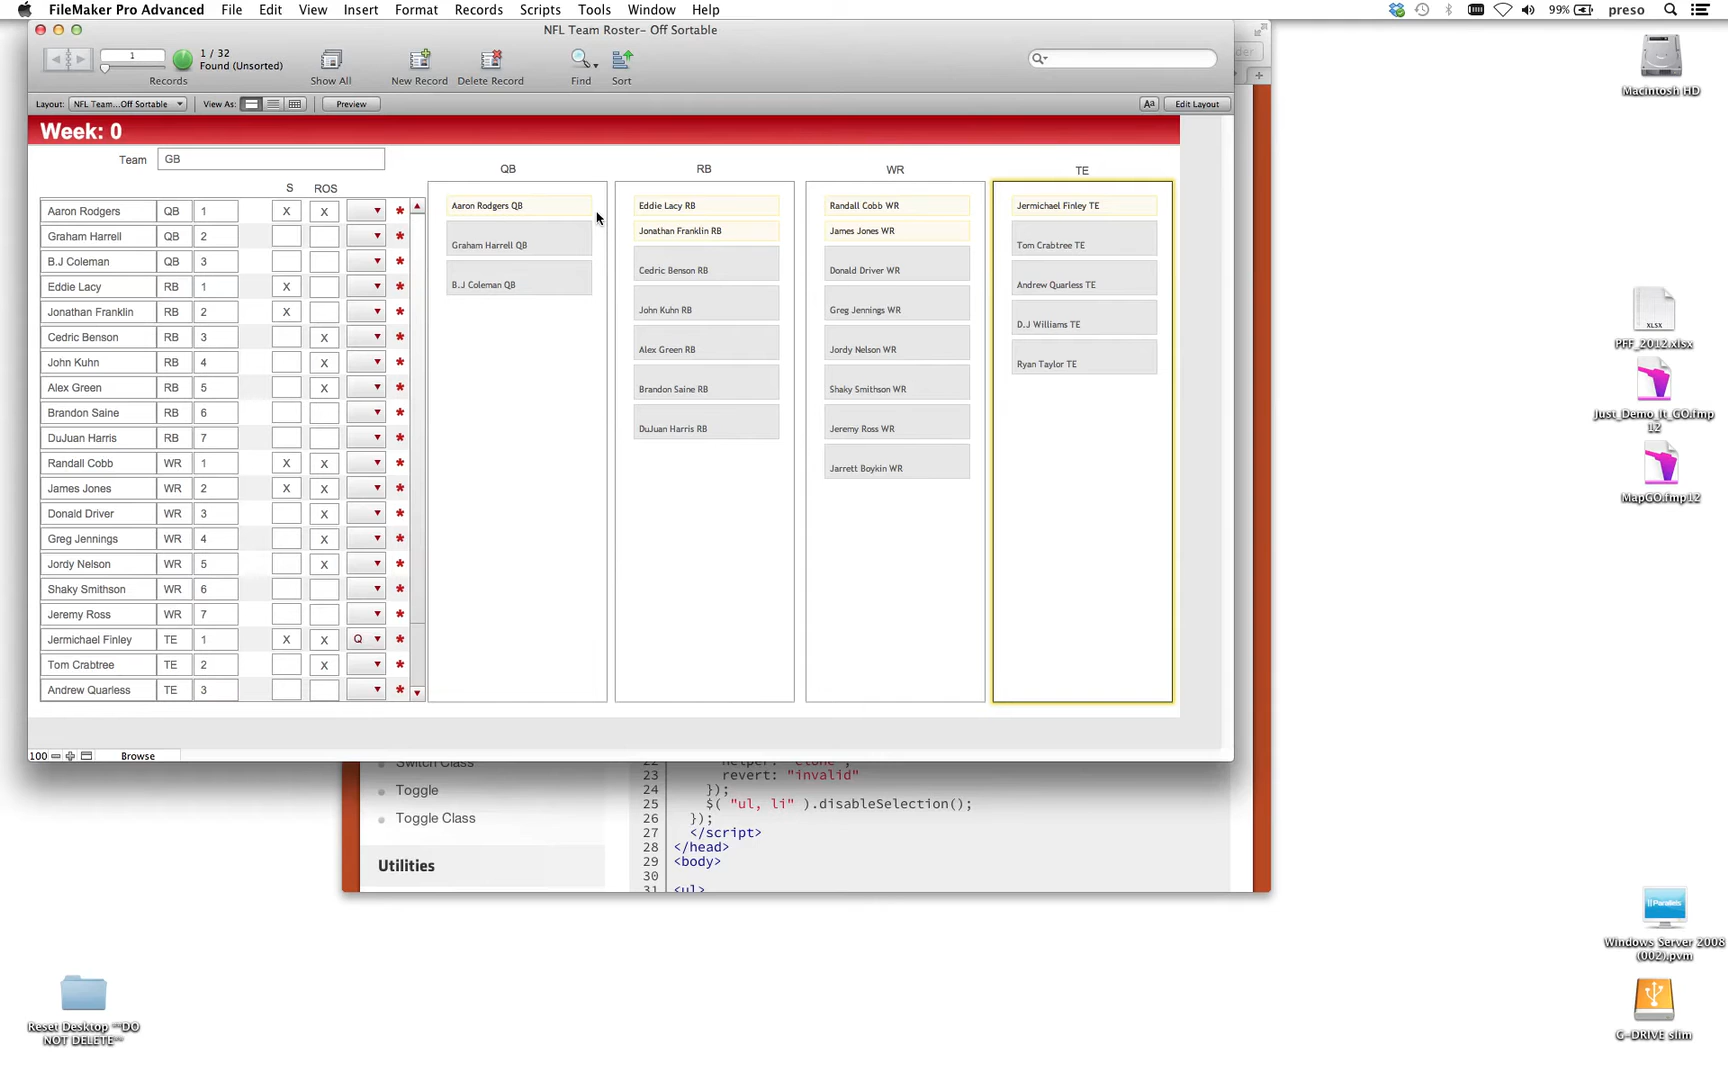 FileMaker Pro Advanced File Edit View Insert Format Records Scripts Tools Window Help
99% preso
NFL Team Roster- Off Sortable
1
1 / 32
Found (Unsorted)
Records
Show All
New Record
Delete Record
Find
Sort
Layout: NFL Team...Off Sortable View As: Preview
Aa Edit Layout
Week: 0
Team GB
S ROS
Aaron Rodgers QB 1 X X *
Graham Harrell QB 2 *
B.J Coleman QB 3 *
Eddie Lacy RB 1 X *
Jonathan Franklin RB 2 X *
Cedric Benson RB 3 X *
John Kuhn RB 4 X *
Alex Green RB 5 X *
Brandon Saine RB 6 *
DuJuan Harris RB 7 *
Randall Cobb WR 1 X X *
James Jones WR 2 X X *
Donald Driver WR 3 X *
Greg Jennings WR 4 X *
Jordy Nelson WR 5 X *
Shaky Smithson WR 6 *
Jeremy Ross WR 7 *
Jermichael Finley TE 1 X X Q *
Tom Crabtree TE 2 X *
Andrew Quarless TE 3 *
QB
Aaron Rodgers QB
Graham Harrell QB
B.J Coleman QB
RB
Eddie Lacy RB
Jonathan Franklin RB
Cedric Benson RB
John Kuhn RB
Alex Green RB
Brandon Saine RB
DuJuan Harris RB
WR
Randall Cobb WR
James Jones WR
Donald Driver WR
Greg Jennings WR
Jordy Nelson WR
Shaky Smithson WR
Jeremy Ross WR
Jarrett Boykin WR
TE
Jermichael Finley TE
Tom Crabtree TE
Andrew Quarless TE
D.J Williams TE
Ryan Taylor TE
100 Browse
Switch Class
Toggle
Toggle Class
Utilities
23 revert: "invalid"
24 });
25 $( "ul, li" ).disableSelection();
26 });
27 </script>
28 </head>
29 <body>
30
31 <ul>
Macintosh HD
XLSX
PFF_2012.xlsx
Just_Demo_It_GO.fmp
12
MapGO.fmp12
|| Parallels
Windows Server 2008
(002).pvm
G-DRIVE slim
Reset Desktop **DO
NOT DELETE**